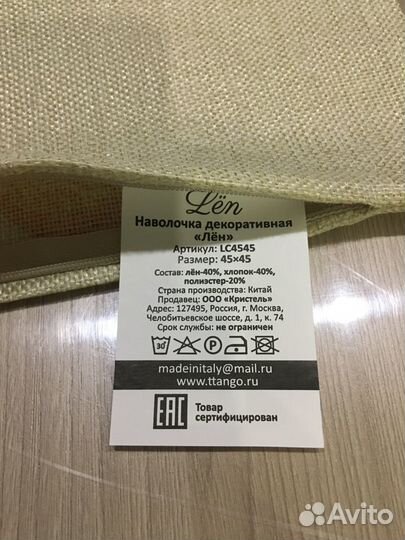 Lёn
Наволочка декоративная
«Лён»
Артикул: LC4545
Размер: 45×45
Состав: лён-40%, хлопок-40%,
полиэстер-20%
Страна производства: Китай
Продавец: ООО «Кристель»
Адрес: 127495, Россия, г. Москва,
Челобитьевское шоссе, д. 1, к. 74
Срок службы: не ограничен
30
P
madeinitaly@mail.ru
www.ttango.ru
EAC
Товар
сертифицирован
Avito